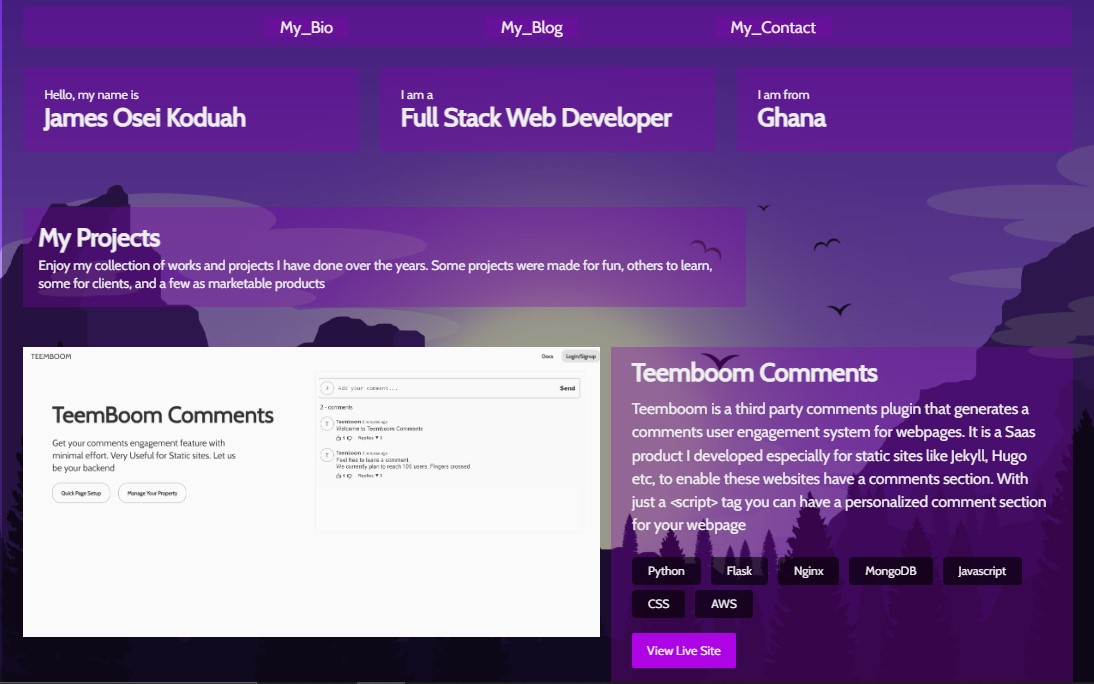 My_Bio
My_Blog
My_Contact
Hello, my name is
James Osei Koduah
I am a
Full Stack Web Developer
I am from
Ghana
My Projects
Enjoy my collection of works and projects I have done over the years. Some projects were made for fun, others to learn,
some for clients, and a few as marketable products
TEEMBOOM
Docs
Login/Signup
TeemBoom Comments
Get your comments engagement feature with
minimal effort. Very Useful for Static sites. Let us
be your backend
Quick Page Setup
Manage Your Property
Add your comment...
Send
2 - comments
Teemboom
Welcome to Teemboom Comments
Replies
Teemboom
Feel free to leave a comment.
We currently plan to reach 100 users. Fingers crossed
Replies
Teemboom Comments
Teemboom is a third party comments plugin that generates a
comments user engagement system for webpages. It is a Saas
product I developed especially for static sites like Jekyll, Hugo
etc, to enable these websites have a comments section. With
just a <script> tag you can have a personalized comment section
for your webpage
Python
Flask
Nginx
MongoDB
Javascript
CSS
AWS
View Live Site